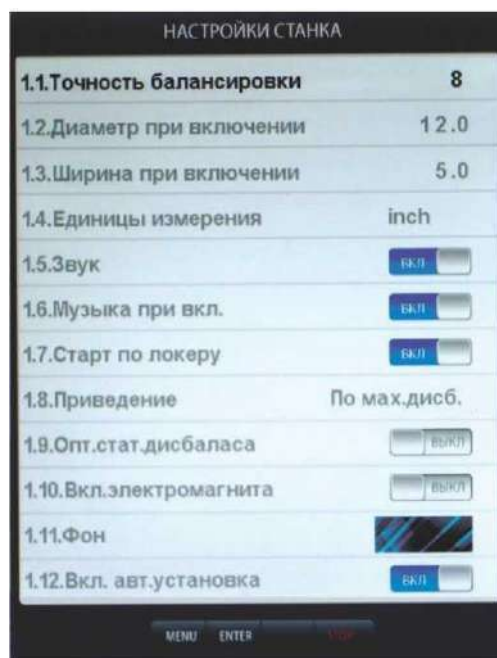 НАСТРОЙКИ СТАНКА
1.1.Точность балансировки 8
1.2.Диаметр при включении 12.0
1.3.Ширина при включении 5.0
1.4.Единицы измерения inch
1.5.Звук ВКЛ
1.6.Музыка при вкл. ВКЛ
1.7.Старт по локеру ВКЛ
1.8.Приведение По мах.дисб.
1.9.Опт.стат.дисбаласа ВЫКЛ
1.10.Вкл.электромагнита ВЫКЛ
1.11.Фон
1.12.Вкл. авт.установка ВКЛ
MENU ENTER STOP